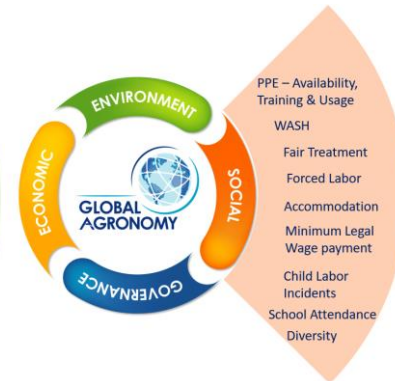 ENVIRONMENT
SOCIAL
GOVERNANCE
ECONOMIC
GLOBAL
AGRONOMY
PPE – Availability,
Training & Usage
WASH
Fair Treatment
Forced Labor
Accommodation
Minimum Legal
Wage payment
Child Labor
Incidents
School Attendance
Diversity